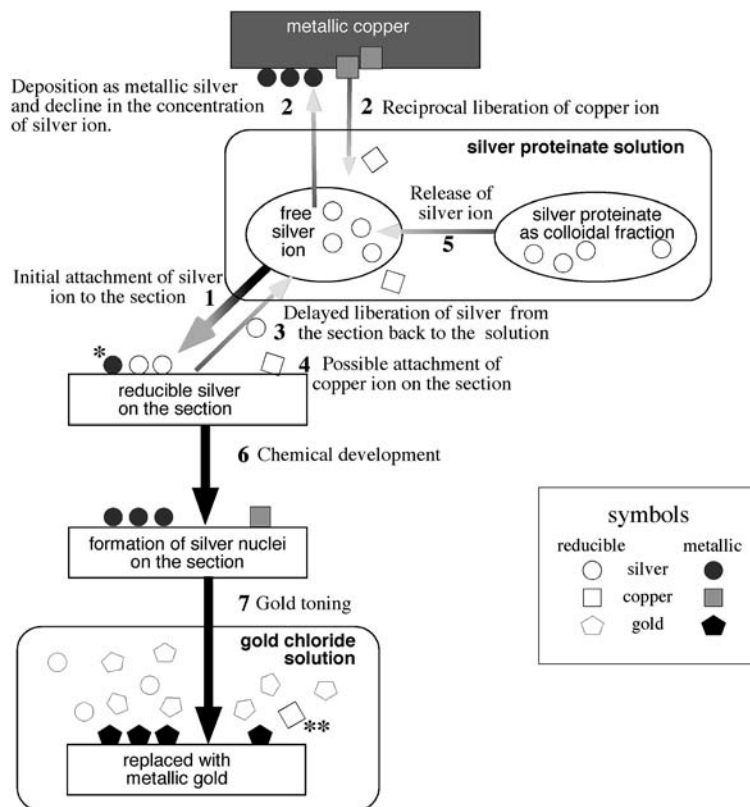 metallic copper
Deposition as metallic silver
and decline in the concentration
of silver ion.
2
2 Reciprocal liberation of copper ion
silver proteinate solution
Release of
silver ion
5
free
silver
ion
silver proteinate
as colloidal fraction
Initial attachment of silver
ion to the section
1
3 Delayed liberation of silver from
the section back to the solution
*
4 Possible attachment of
copper ion on the section
reducible silver
on the section
6 Chemical development
formation of silver nuclei
on the section
7 Gold toning
gold chloride
solution
**
replaced with
metallic gold
symbols
reducible metallic
silver
copper
gold